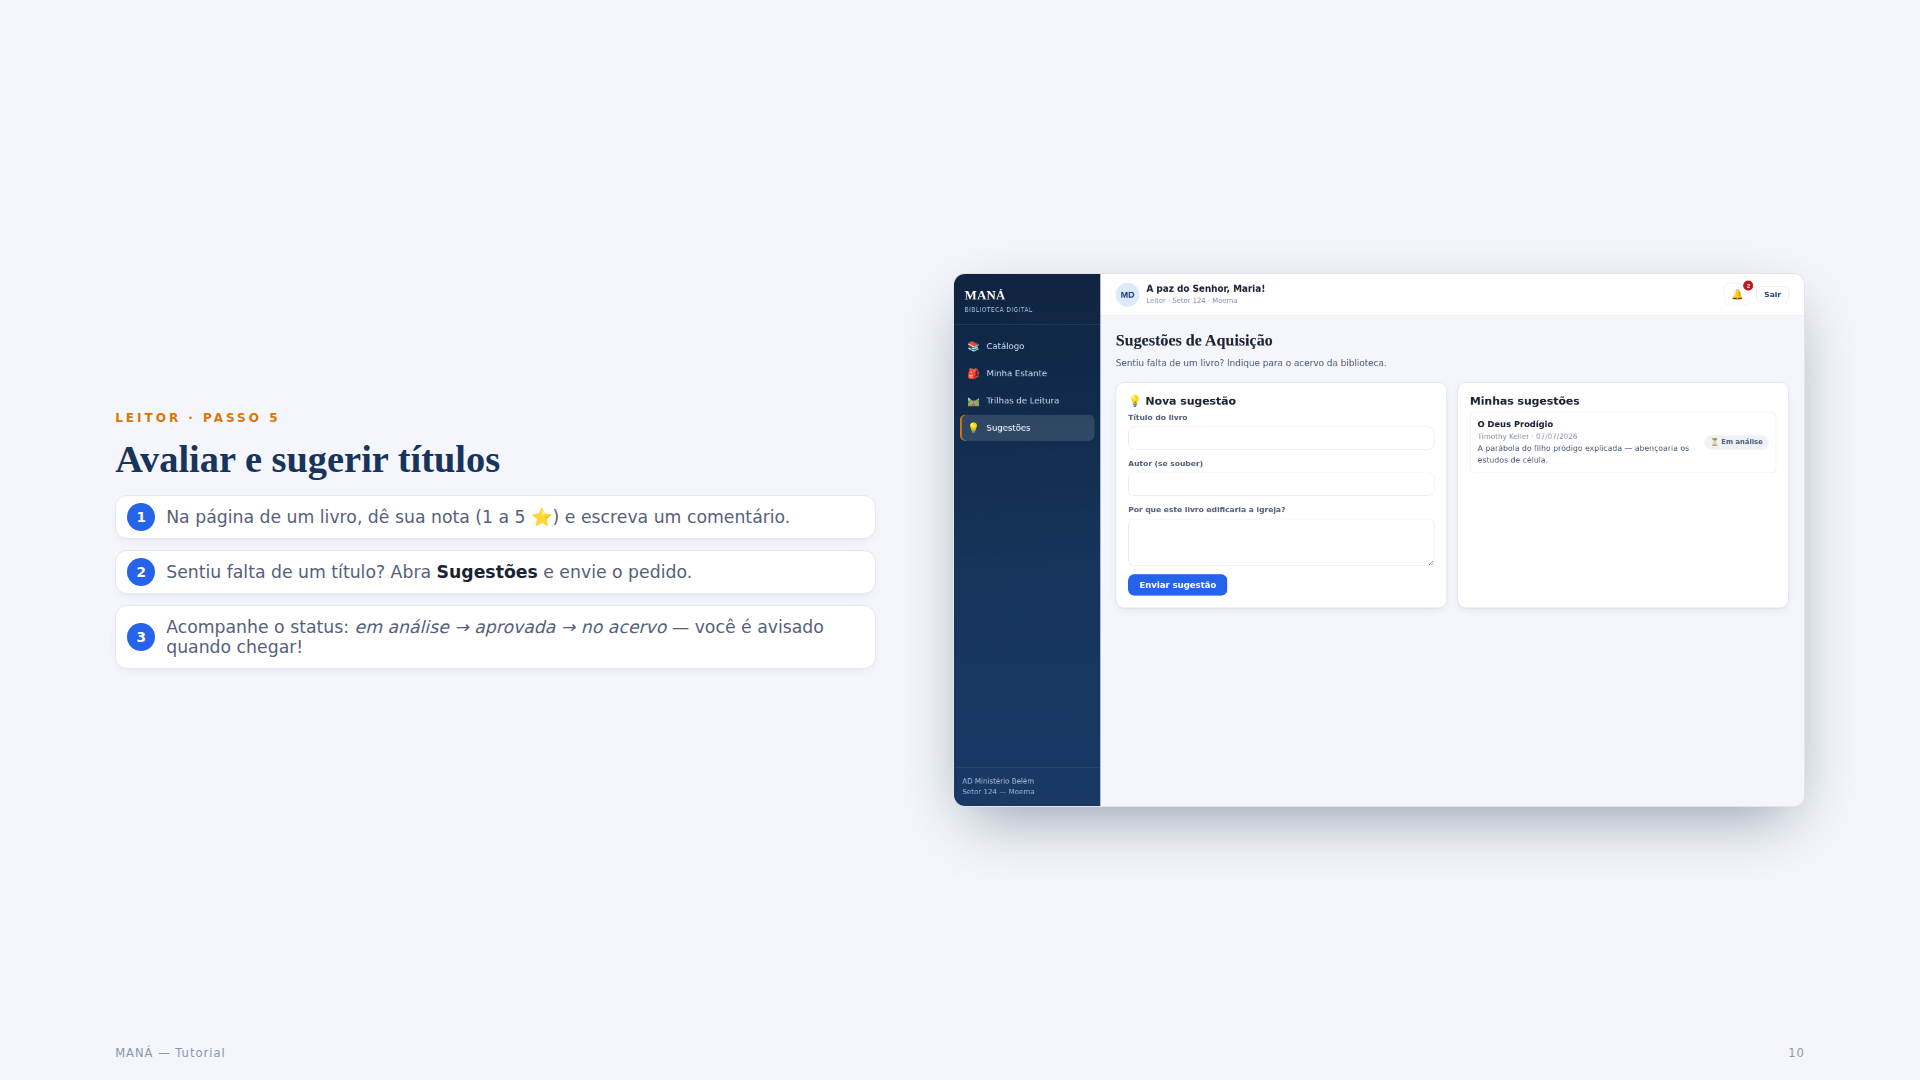 LEITOR · PASSO 5
Avaliar e sugerir títulos
1 Na página de um livro, dê sua nota (1 a 5 ⭐) e escreva um comentário.
2 Sentiu falta de um título? Abra Sugestões e envie o pedido.
3 Acompanhe o status: em análise → aprovada → no acervo — você é avisado
quando chegar!
MANÁ
BIBLIOTECA DIGITAL
📚 Catálogo
🎒 Minha Estante
🛤️ Trilhas de Leitura
💡 Sugestões
AD Ministério Belém
Setor 124 — Moema
MD
A paz do Senhor, Maria!
Leitor · Setor 124 · Moema
🔔 2
Sair
Sugestões de Aquisição
Sentiu falta de um livro? Indique para o acervo da biblioteca.
💡 Nova sugestão
Título do livro
Autor (se souber)
Por que este livro edificaria a igreja?
Enviar sugestão
Minhas sugestões
O Deus Prodígio
Timothy Keller · 07/07/2026
A parábola do filho pródigo explicada — abençoaria os
estudos de célula.
⏳ Em análise
MANÁ — Tutorial
10